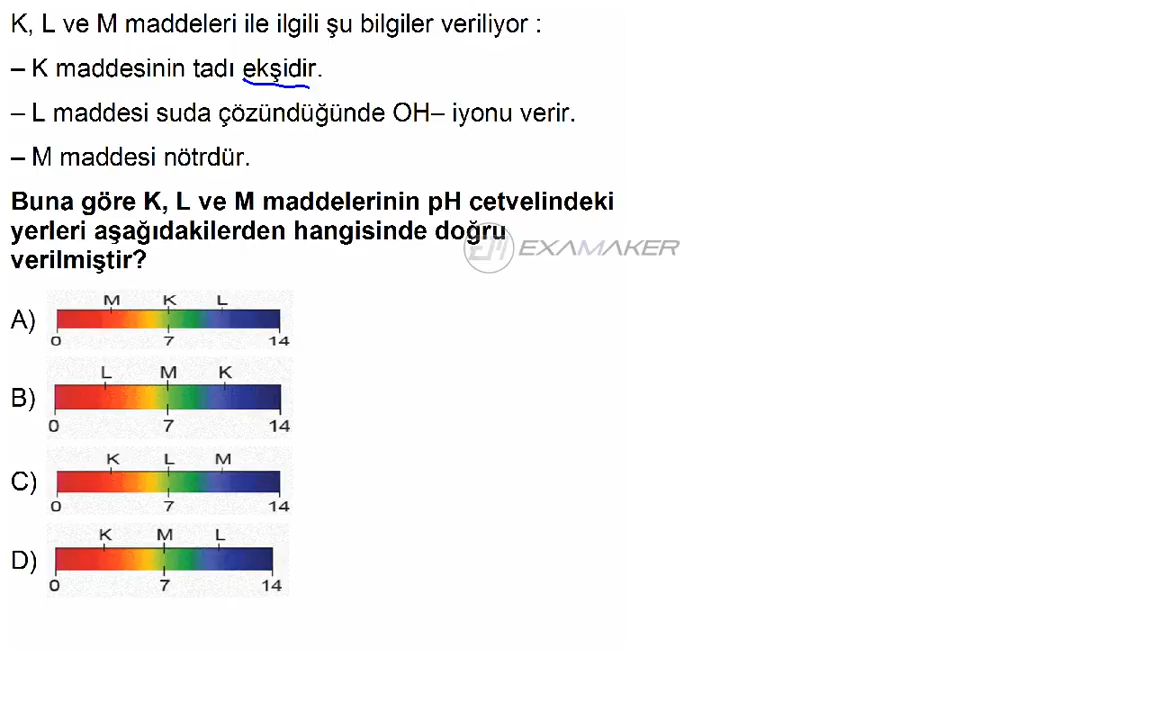 K, L ve M maddeleri ile ilgili şu bilgiler veriliyor :
– K maddesinin tadı ekşidir.
– L maddesi suda çözündüğünde OH– iyonu verir.
– M maddesi nötrdür.
Buna göre K, L ve M maddelerinin pH cetvelindeki
yerleri aşağıdakilerden hangisinde doğru
verilmiştir?
EM EXAMAKER
A)
M K L
0 7 14
B)
L M K
0 7 14
C)
K L M
0 7 14
D)
K M L
0 7 14